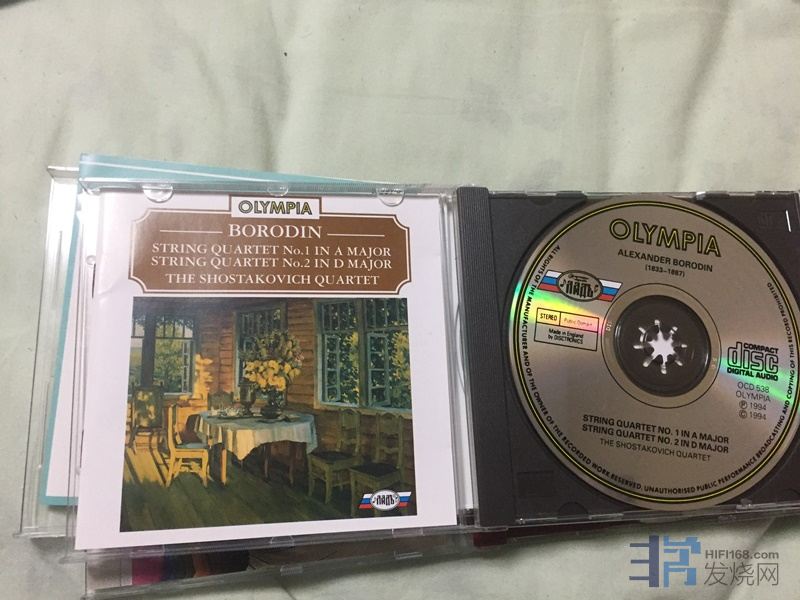 OLYMPIA
BORODIN
STRING QUARTET No.1 IN A MAJOR
STRING QUARTET No.2 IN D MAJOR
THE SHOSTAKOVICH QUARTET
ЛАДЪ
OLYMPIA
ALEXANDER BORODIN
(1833–1887)
ЛАДЪ
STEREO
Public Domain
Made in England
by DISCTRONICS
COMPACT
disc
DIGITAL AUDIO
OCD 538
OLYMPIA
℗ 1994
© 1994
STRING QUARTET NO. 1 IN A MAJOR
STRING QUARTET NO. 2 IN D MAJOR
THE SHOSTAKOVICH QUARTET
ALL RIGHTS OF THE MANUFACTURER AND OF THE OWNER OF THE RECORDED WORK RESERVED. UNAUTHORISED PUBLIC PERFORMANCE BROADCASTING AND COPYING OF THIS RECORD PROHIBITED
HIFI168.com
发烧网